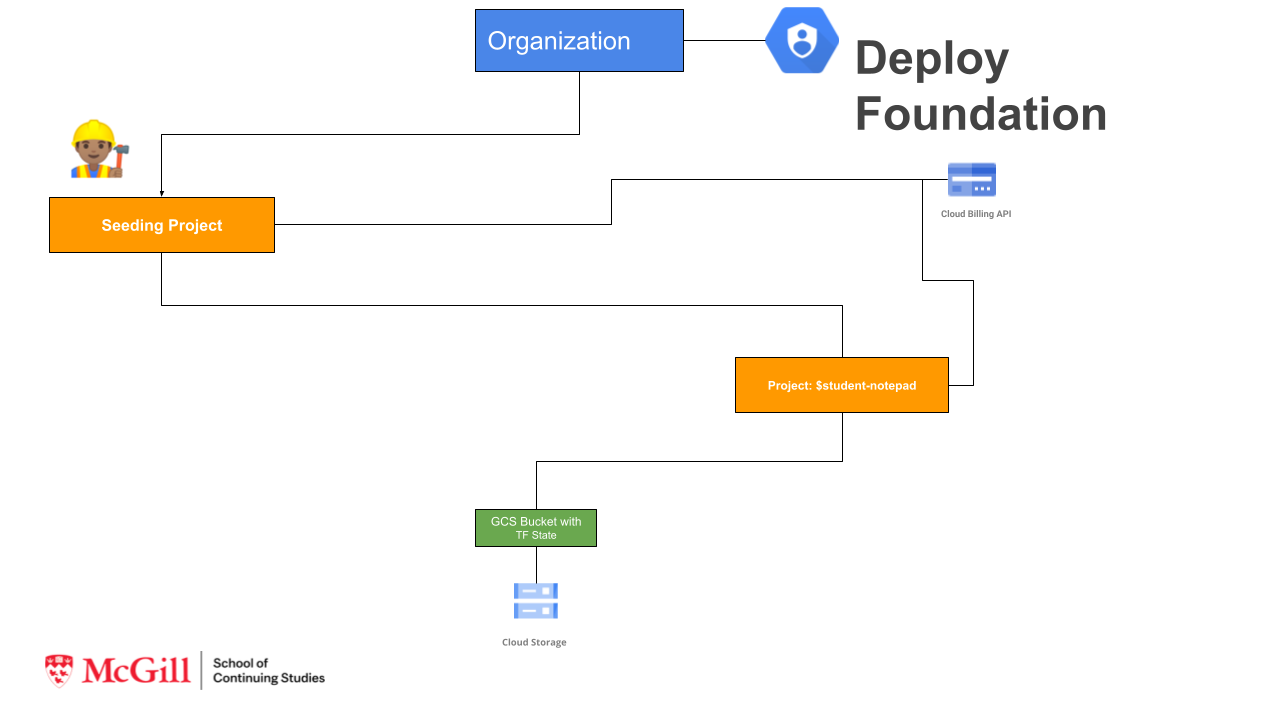 Organization
Deploy
Foundation
Cloud Billing API
Seeding Project
Project: $student-notepad
GCS Bucket with
TF State
Cloud Storage
McGill
School of
Continuing Studies